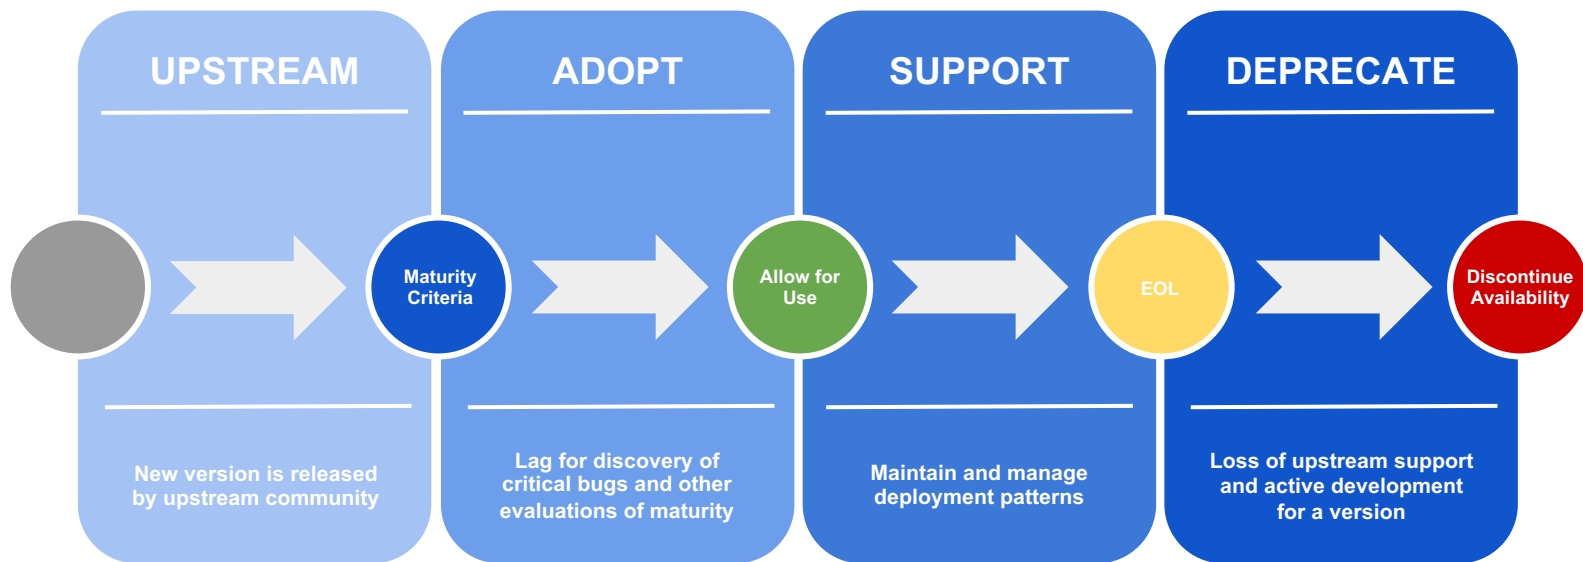 UPSTREAM
ADOPT
SUPPORT
DEPRECATE
Maturity
Criteria
Allow for
Use
EOL
Discontinue
Availability
New version is released
by upstream community
Lag for discovery of
critical bugs and other
evaluations of maturity
Maintain and manage
deployment patterns
Loss of upstream support
and active development
for a version